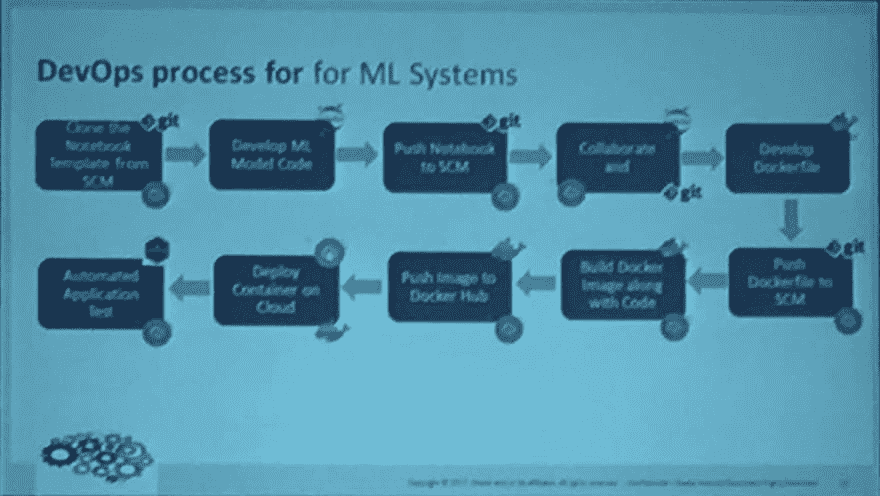 DevOps process for for ML Systems
Clone the
Notebook
Template from
SCM
git
Develop ML
Model Code
Push Notebook
to SCM
git
Collaborate
and
git
Develop
Dockerfile
Push
Dockerfile to
SCM
git
Build Docker
Image along
with Code
Push Image to
Docker Hub
Deploy
Container on
Cloud
Automated
Application
Test